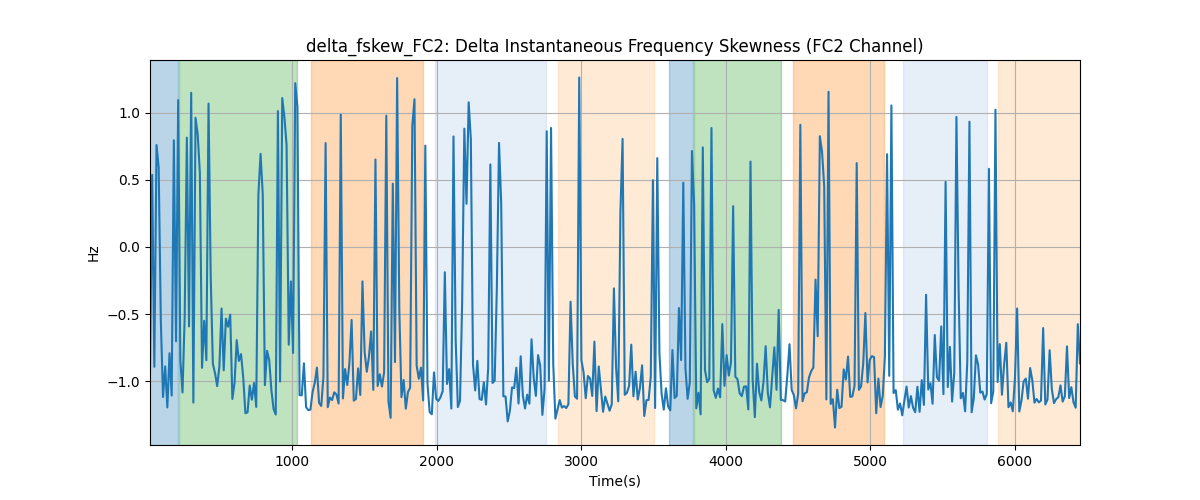 delta_fskew_FC2: Delta Instantaneous Frequency Skewness (FC2 Channel)
1.0
0.5
0.0
−0.5
−1.0
Hz
1000 2000 3000 4000 5000 6000
Time(s)